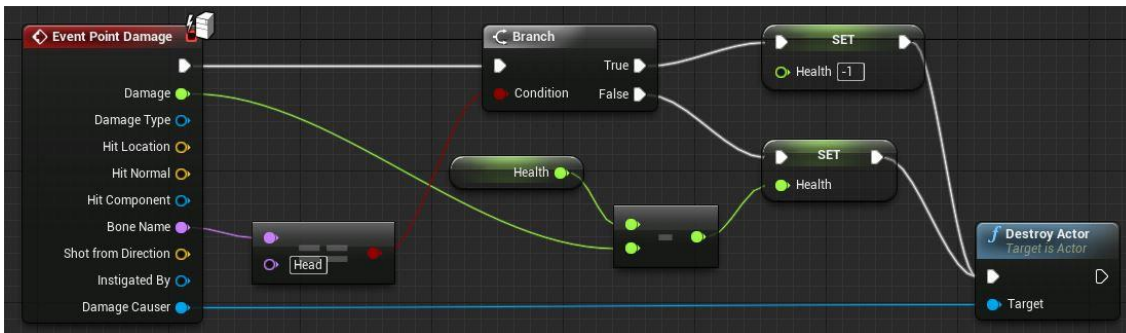 Event Point Damage
Damage
Damage Type
Hit Location
Hit Normal
Hit Component
Bone Name
Shot from Direction
Instigated By
Damage Causer
==
Head
Branch
True
Condition
False
Health
-
SET
Health -1
SET
Health
f Destroy Actor
Target is Actor
Target